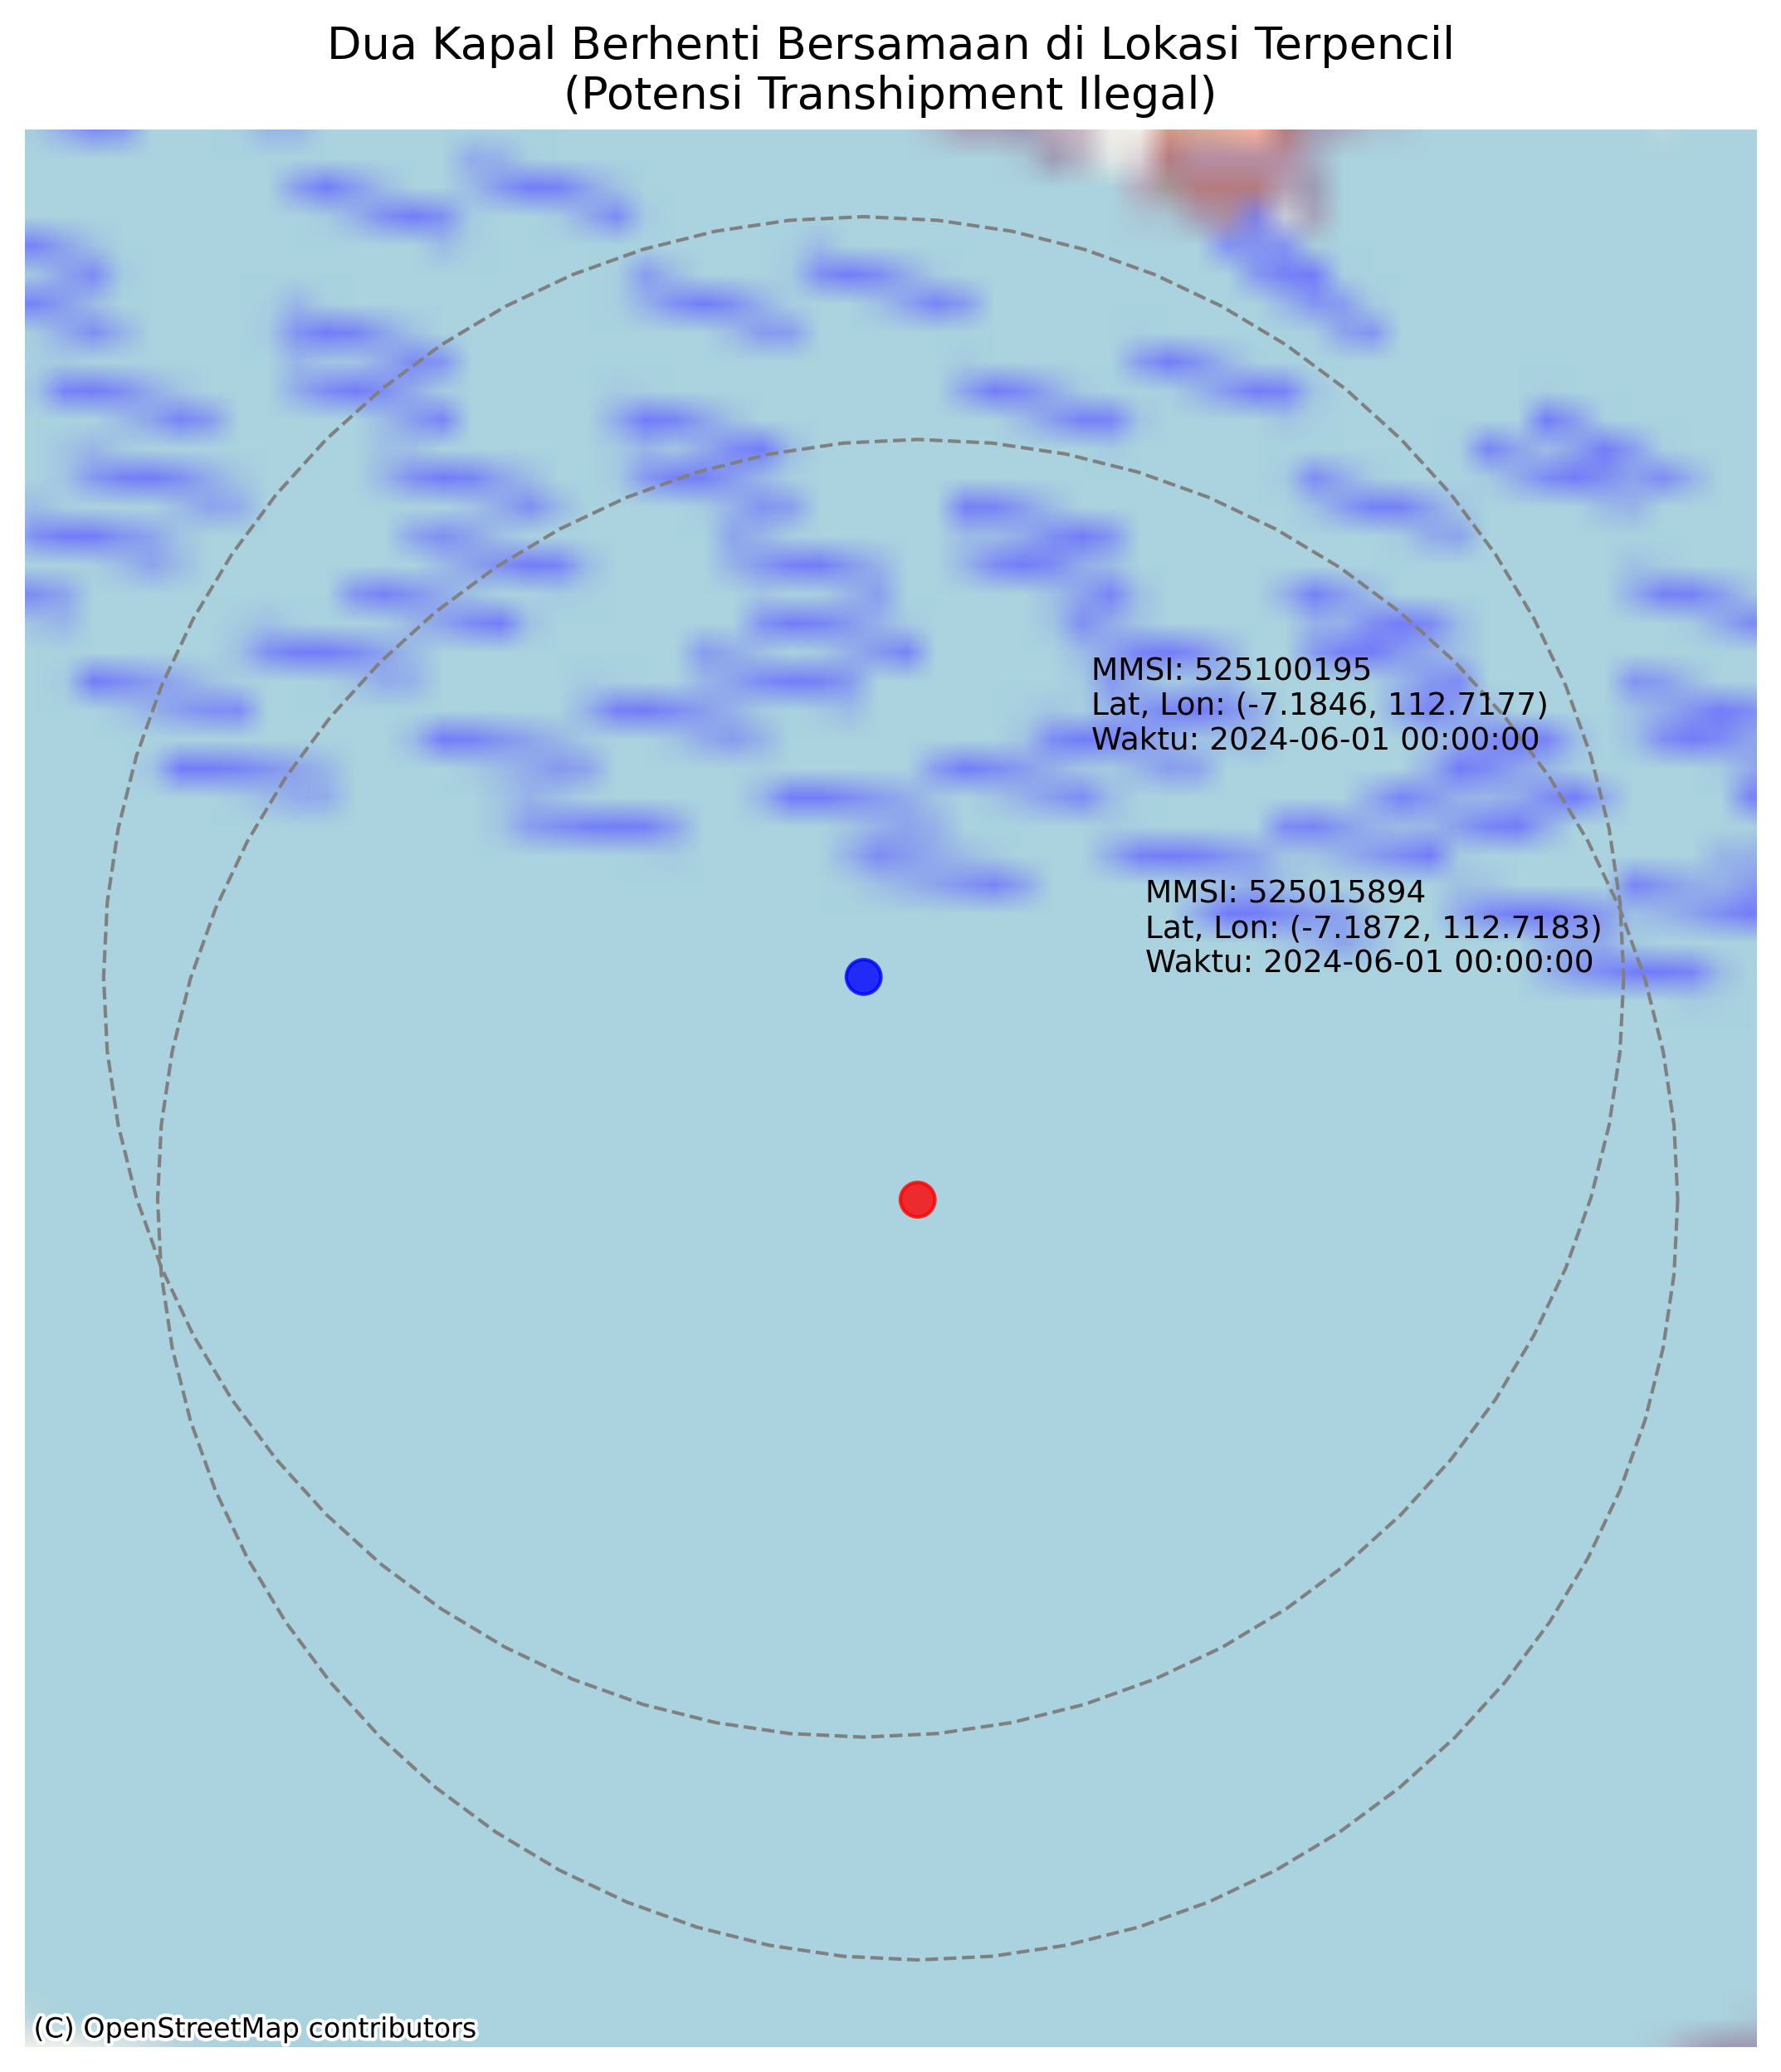 Dua Kapal Berhenti Bersamaan di Lokasi Terpencil
(Potensi Transhipment Ilegal)
MMSI: 525100195
Lat, Lon: (-7.1846, 112.7177)
Waktu: 2024-06-01 00:00:00
MMSI: 525015894
Lat, Lon: (-7.1872, 112.7183)
Waktu: 2024-06-01 00:00:00
(C) OpenStreetMap contributors